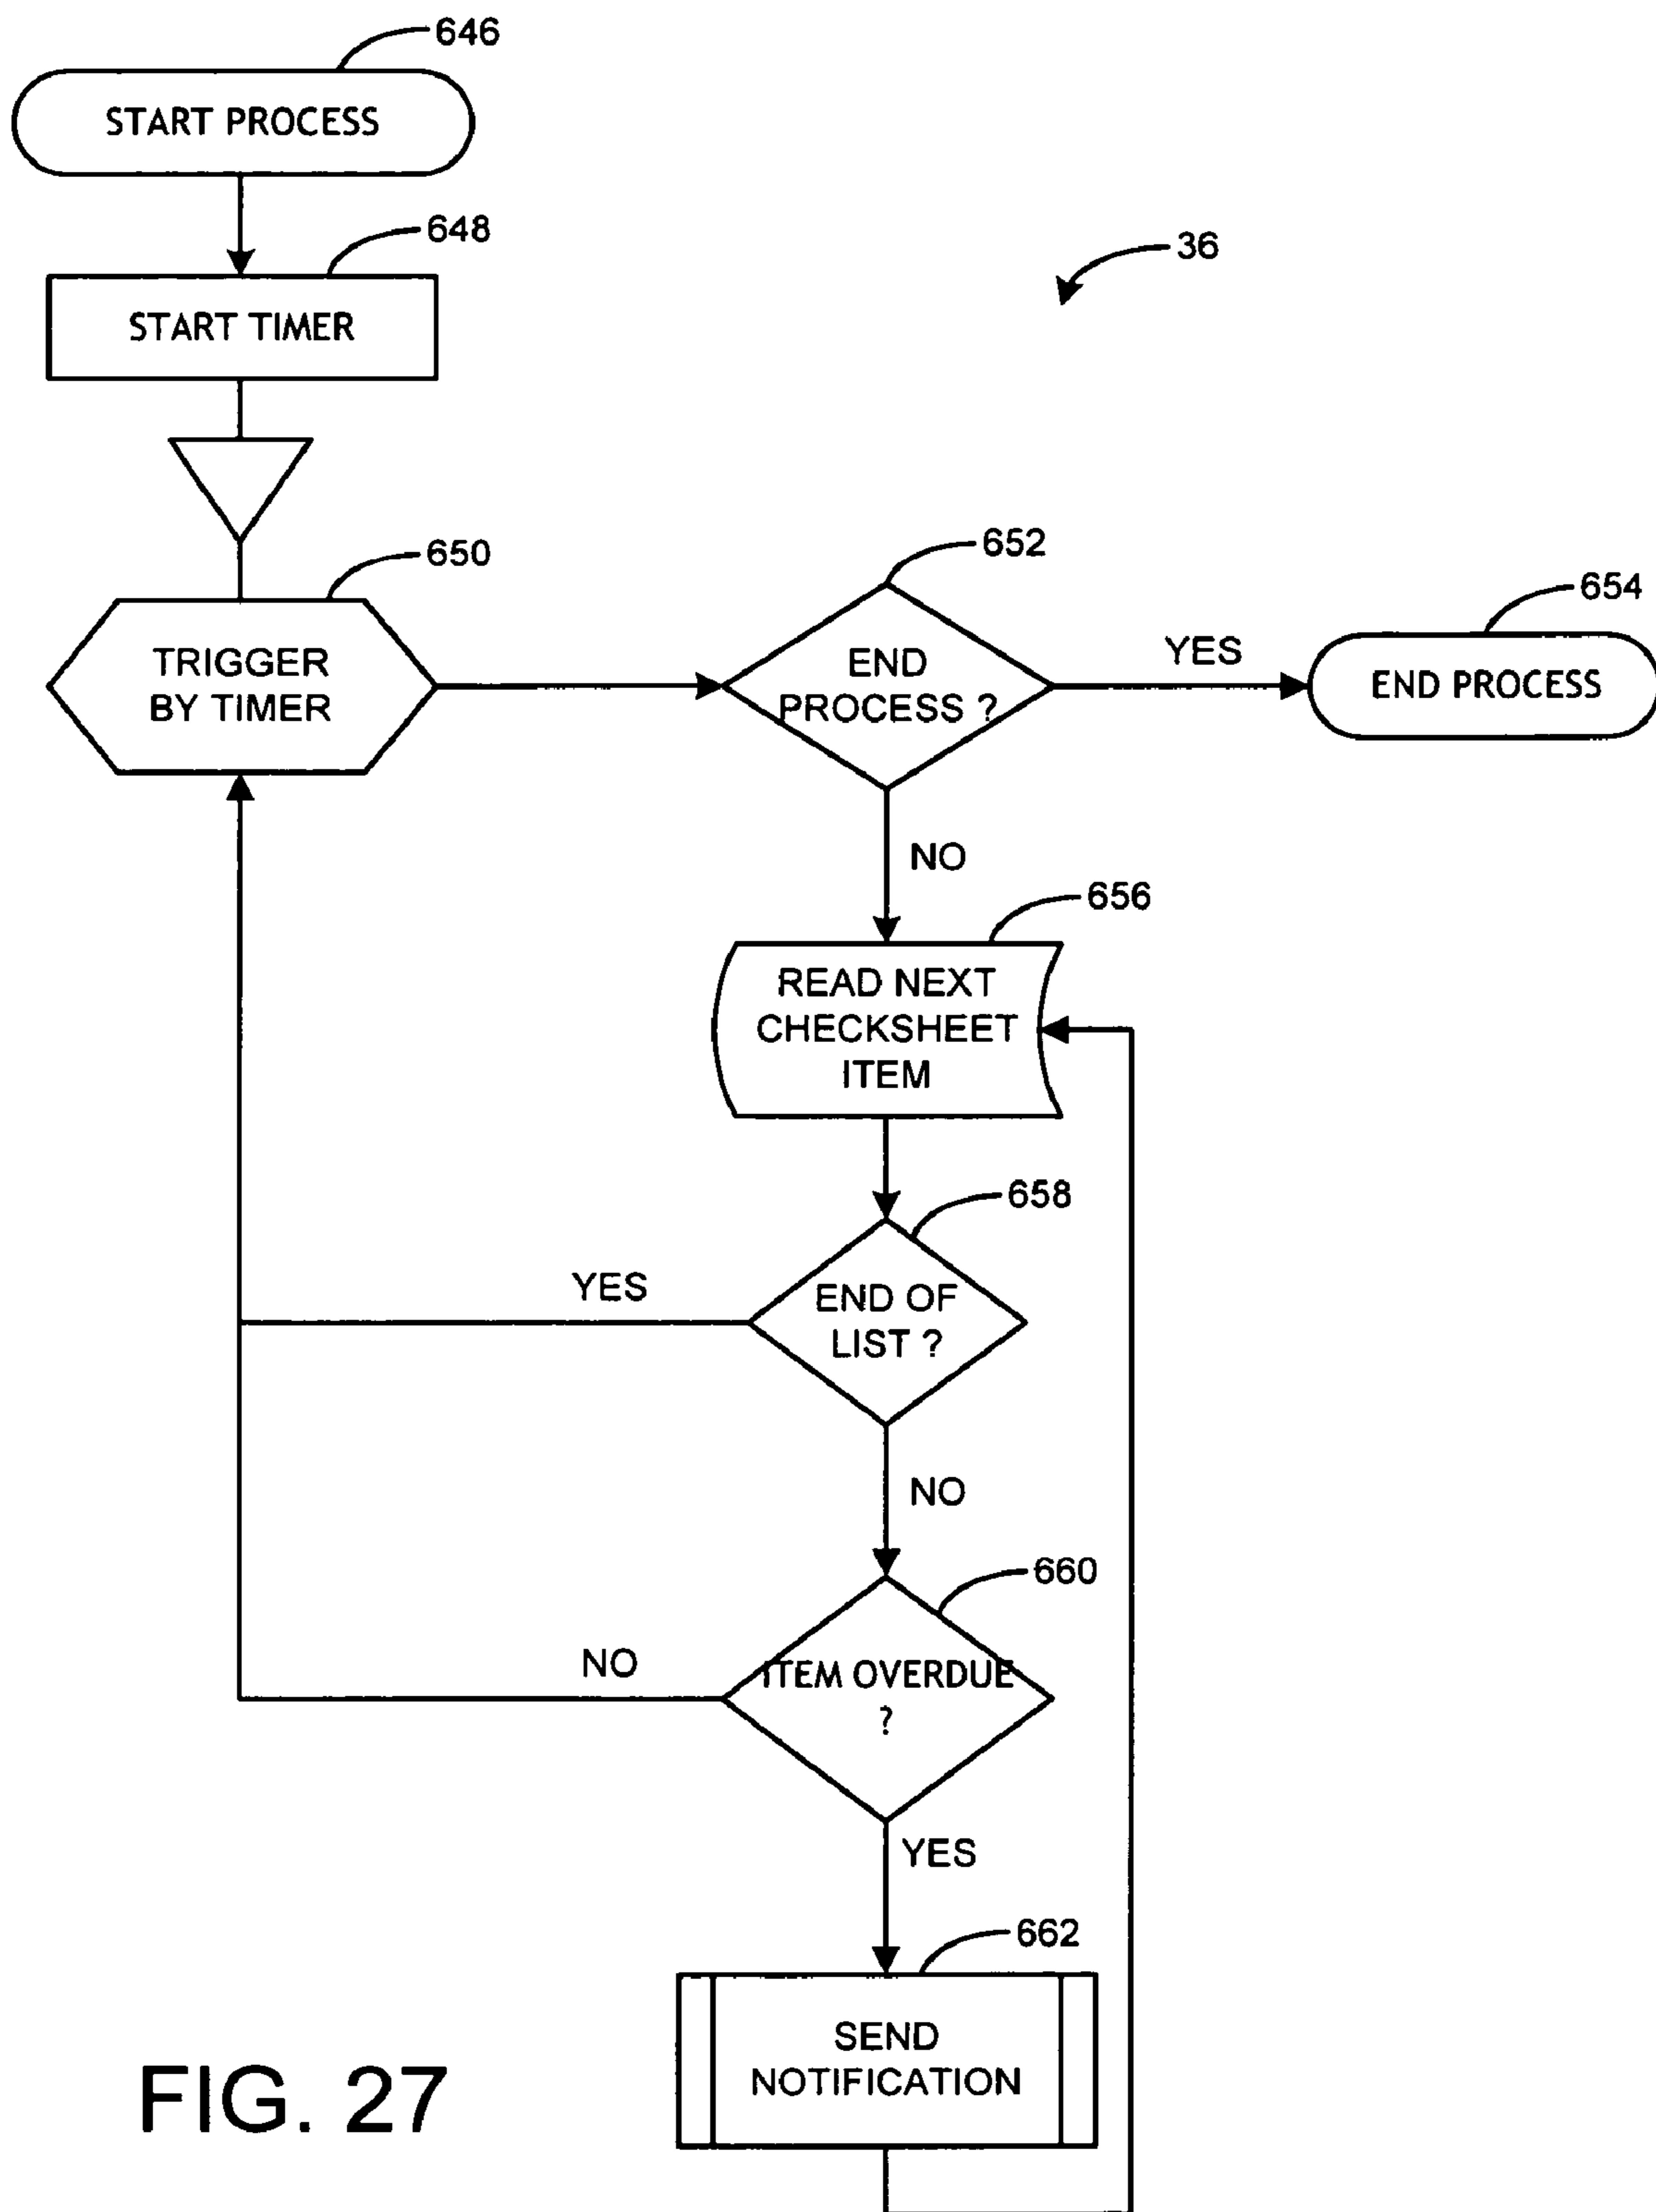 646
START PROCESS
648
36
START TIMER
650
652
654
TRIGGER
BY TIMER
END
PROCESS ?
YES
END PROCESS
NO
656
READ NEXT
CHECKSHEET
ITEM
658
YES
END OF
LIST ?
NO
660
NO
ITEM OVERDUE
?
YES
662
SEND
NOTIFICATION
FIG. 27